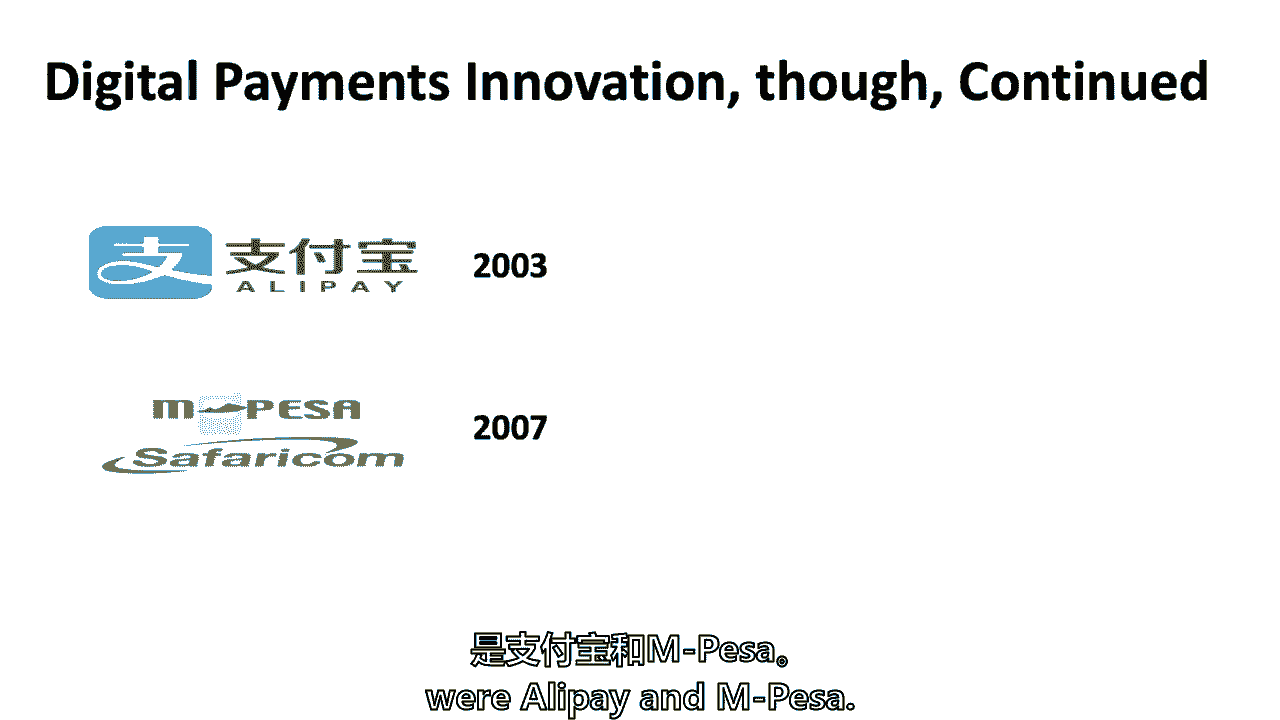 Digital Payments Innovation, though, Continued
支 支付宝 2003
ALIPAY
M-PESA 2007
Safaricom
是支付宝和M-Pesa。
were Alipay and M-Pesa.